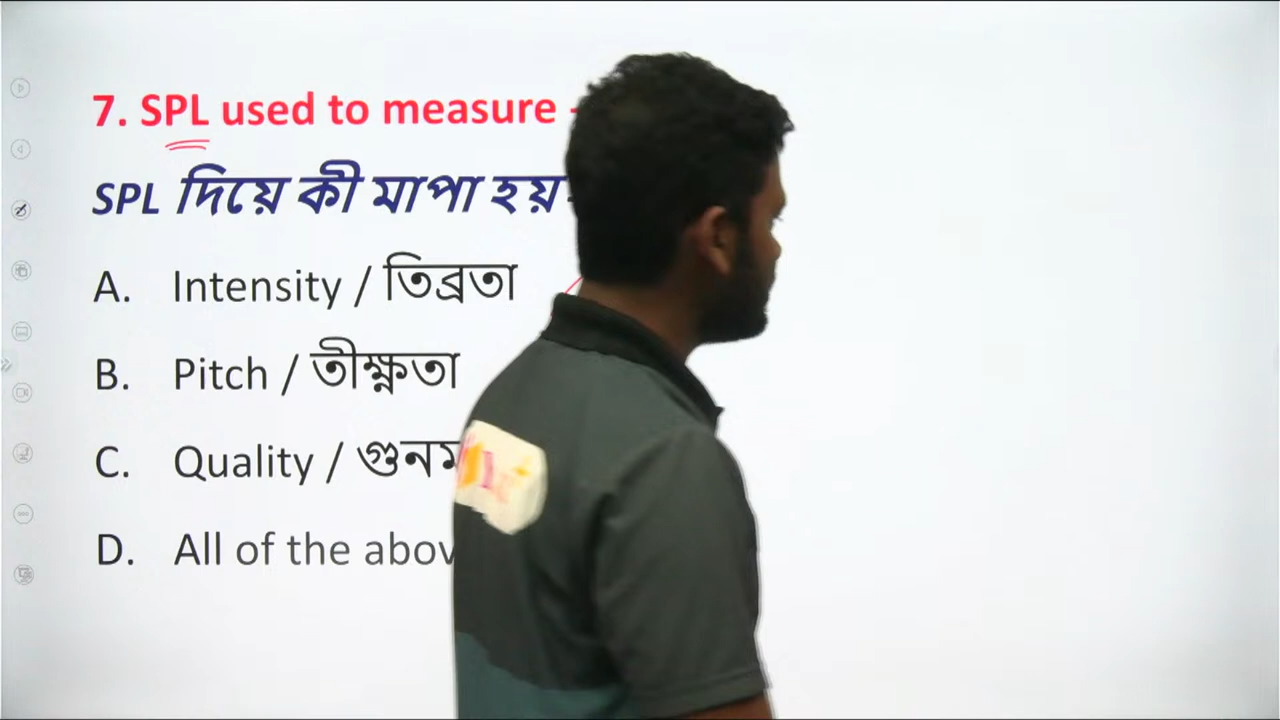 7. SPL used to measure -
SPL দিয়ে কী মাপা হয়
A. Intensity / তিব্রতা
B. Pitch / তীক্ষ্ণতা
C. Quality /
D. All of the